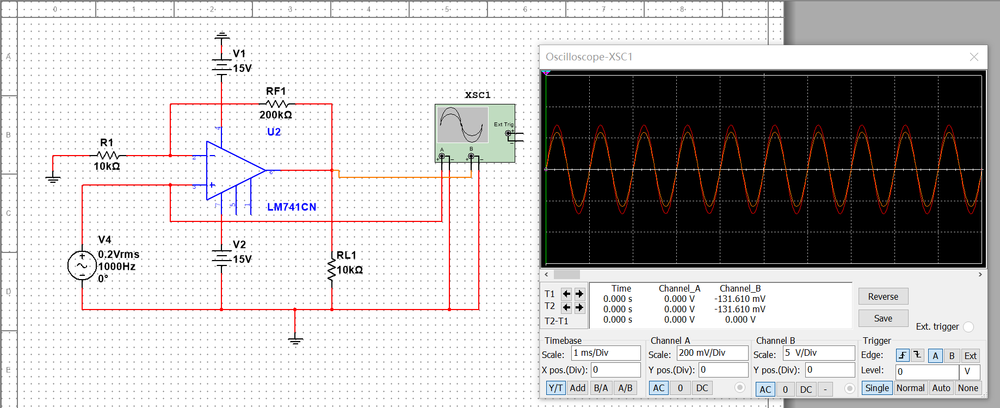 0 1 2 3 4 5 6 7 8
A
B
C
D
E
V1
15V
RF1
200kΩ
U2
4
R1
10kΩ
2
6
3
7
5
1
LM741CN
V4
0.2Vrms
1000Hz
0°
V2
15V
RL1
10kΩ
XSC1
Ext Trig
A
B
Oscilloscope-XSC1
Time Channel_A Channel_B
T1 0.000 s 0.000 V -131.610 mV
T2 0.000 s 0.000 V -131.610 mV
T2-T1 0.000 s 0.000 V 0.000 V
Reverse
Save
Ext. trigger
Timebase
Scale: 1 ms/Div
X pos.(Div): 0
Y/T Add B/A A/B
Channel A
Scale: 200 mV/Div
Y pos.(Div): 0
AC 0 DC
Channel B
Scale: 5 V/Div
Y pos.(Div): 0
AC 0 DC -
Trigger
Edge: A B Ext
Level: 0 V
Single Normal Auto None